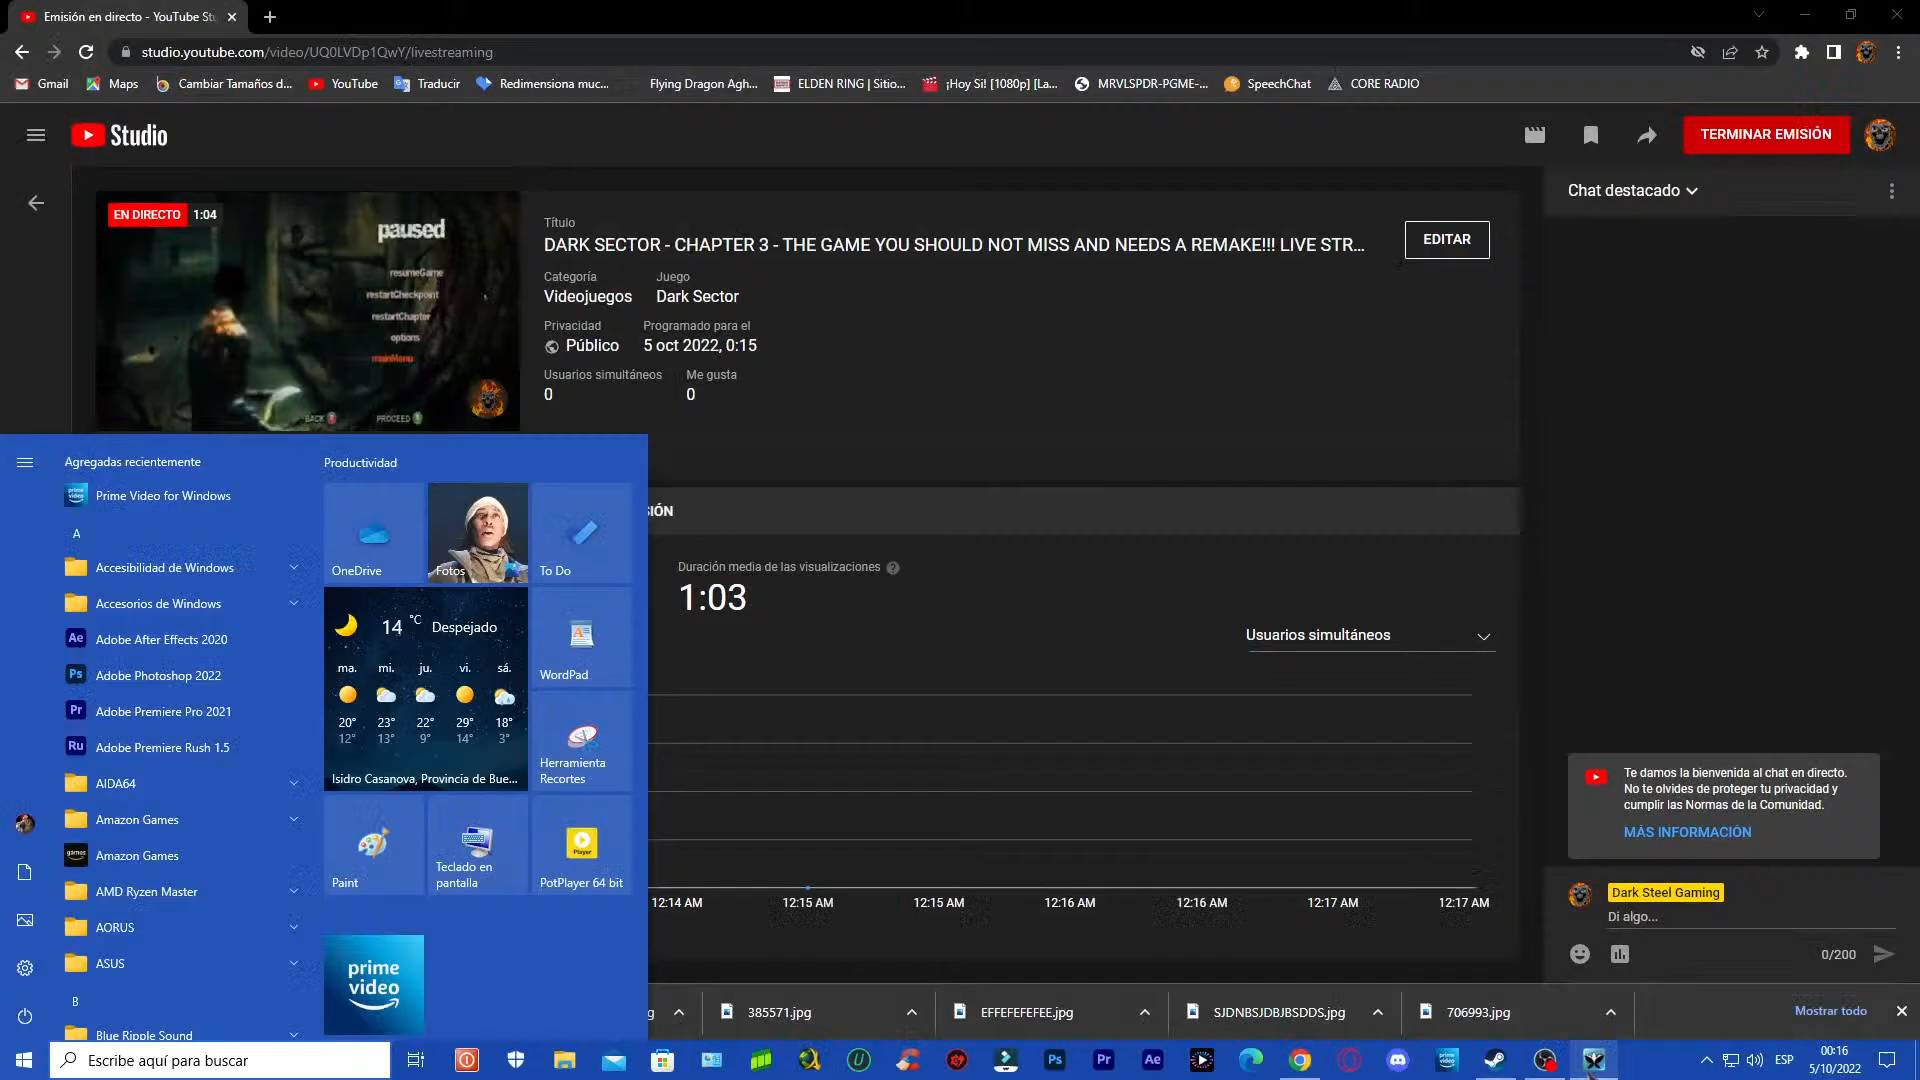 Emisión en directo - YouTube St
studio.youtube.com/video/UQ0LVDp1QwY/livestreaming
Gmail
Maps
Cambiar Tamaños d...
YouTube
Traducir
Redimensiona muc...
Flying Dragon Agh...
ELDEN RING | Sitio...
¡Hoy Si! [1080p] [La...
MRVLSPDR-PGME-...
SpeechChat
CORE RADIO
Studio
TERMINAR EMISIÓN
EN DIRECTO 1:04
paused
resumeGame
restartCheckpoint
restartChapter
options
mainMenu
BACK
PROCEED
Título
DARK SECTOR - CHAPTER 3 - THE GAME YOU SHOULD NOT MISS AND NEEDS A REMAKE!!! LIVE STR...
EDITAR
Categoría
Juego
Videojuegos
Dark Sector
Privacidad
Programado para el
Público
5 oct 2022, 0:15
Usuarios simultáneos
Me gusta
0
0
Chat destacado
SIÓN
Duración media de las visualizaciones
1:03
Usuarios simultáneos
12:14 AM
12:15 AM
12:15 AM
12:16 AM
12:16 AM
12:17 AM
12:17 AM
Te damos la bienvenida al chat en directo.
No te olvides de proteger tu privacidad y
cumplir las Normas de la Comunidad.
MÁS INFORMACIÓN
Dark Steel Gaming
Di algo...
0/200
Agregadas recientemente
Prime Video for Windows
A
Accesibilidad de Windows
Accesorios de Windows
Adobe After Effects 2020
Adobe Photoshop 2022
Adobe Premiere Pro 2021
Adobe Premiere Rush 1.5
AIDA64
Amazon Games
Amazon Games
AMD Ryzen Master
AORUS
ASUS
B
Blue Ripple Sound
Productividad
OneDrive
Fotos
To Do
14 °C Despejado
ma. mi. ju. vi. sá.
20° 23° 22° 29° 18°
12° 13° 9° 14° 3°
Isidro Casanova, Provincia de Bue...
WordPad
Herramienta
Recortes
Paint
Teclado en
pantalla
PotPlayer 64 bit
prime
video
g
385571.jpg
EFFEFEFEFEE.jpg
SJDNBSJDBJBSDDS.jpg
706993.jpg
Mostrar todo
Escribe aquí para buscar
ESP
00:16
5/10/2022